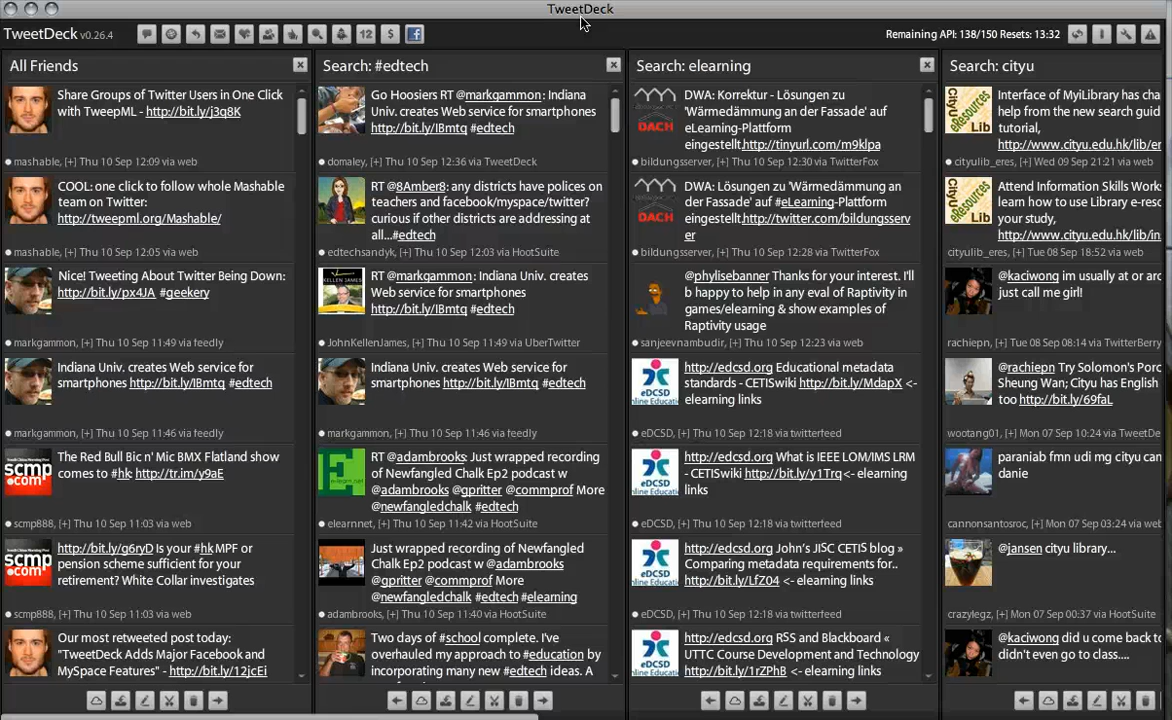 TweetDeck
TweetDeck v0.26.4
12
$
f
Remaining API: 138/150 Resets: 13:32
All Friends
Share Groups of Twitter Users in One Click
with TweepML - http://bit.ly/j3q8K
mashable, [+] Thu 10 Sep 12:09 via web
COOL: one click to follow whole Mashable
team on Twitter:
http://tweepml.org/Mashable/
mashable, [+] Thu 10 Sep 12:05 via web
Nice! Tweeting About Twitter Being Down:
http://bit.ly/px4JA #geekery
markgammon, [+] Thu 10 Sep 11:49 via feedly
Indiana Univ. creates Web service for
smartphones http://bit.ly/IBmtq #edtech
markgammon, [+] Thu 10 Sep 11:46 via feedly
scmp
The Red Bull Bic n' Mic BMX Flatland show
comes to #hk http://tr.im/y9aE
scmp888, [+] Thu 10 Sep 11:03 via web
scmp
http://bit.ly/g6ryD Is your #hk MPF or
pension scheme sufficient for your
retirement? White Collar investigates
scmp888, [+] Thu 10 Sep 11:03 via web
Our most retweeted post today:
"TweetDeck Adds Major Facebook and
MySpace Features" - http://bit.ly/12jcEi
Search: #edtech
Go Hoosiers RT @markgammon: Indiana
Univ. creates Web service for smartphones
http://bit.ly/IBmtq #edtech
domaley, [+] Thu 10 Sep 12:36 via TweetDeck
RT @8Amber8: any districts have polices on
teachers and facebook/myspace/twitter?
curious if other districts are addressing at
all...#edtech
edtechsandyk, [+] Thu 10 Sep 12:03 via HootSuite
RT @markgammon: Indiana Univ. creates
Web service for smartphones
http://bit.ly/IBmtq #edtech
JohnKellenJames, [+] Thu 10 Sep 11:49 via UberTwitter
Indiana Univ. creates Web service for
smartphones http://bit.ly/IBmtq #edtech
markgammon, [+] Thu 10 Sep 11:46 via feedly
RT @adambrooks Just wrapped recording
of Newfangled Chalk Ep2 podcast w
@adambrooks @gpritter @commprof More
@newfangledchalk #edtech
elearnnet, [+] Thu 10 Sep 11:42 via HootSuite
Just wrapped recording of Newfangled
Chalk Ep2 podcast w @adambrooks
@gpritter @commprof More
@newfangledchalk #edtech #elearning
adambrooks, [+] Thu 10 Sep 11:40 via HootSuite
Two days of #school complete. I've
overhauled my approach to #education by
incorporating many new #edtech ideas. A
Search: elearning
DACH
DWA: Korrektur - Lösungen zu
'Wärmedämmung an der Fassade' auf
eLearning-Plattform
eingestellt.http://tinyurl.com/m9klpa
bildungsserver, [+] Thu 10 Sep 12:30 via TwitterFox
DACH
DWA: Lösungen zu 'Wärmedämmung an
der Fassade' auf #eLearning-Plattform
eingestellt.http://twitter.com/bildungsserv
er
bildungsserver, [+] Thu 10 Sep 12:28 via TwitterFox
@phylisebanner Thanks for your interest. I'll
b happy to help in any eval of Raptivity in
games/elearning & show examples of
Raptivity usage
sanjeevnambudir, [+] Thu 10 Sep 12:23 via web
eDCSD
http://edcsd.org Educational metadata
standards - CETISwiki http://bit.ly/MdapX <-
elearning links
eDCSD, [+] Thu 10 Sep 12:18 via twitterfeed
eDCSD
http://edcsd.org What is IEEE LOM/IMS LRM
- CETISwiki http://bit.ly/y1Trq <- elearning
links
eDCSD, [+] Thu 10 Sep 12:18 via twitterfeed
eDCSD
http://edcsd.org John's JISC CETIS blog »
Comparing metadata requirements for..
http://bit.ly/LfZ04 <- elearning links
eDCSD, [+] Thu 10 Sep 12:18 via twitterfeed
eDCSD
http://edcsd.org RSS and Blackboard «
UTTC Course Development and Technology
http://bit.ly/1rZPhB <- elearning links
Search: cityu
Interface of MyiLibrary has cha
help from the new search guid
tutorial,
http://www.cityu.edu.hk/lib/er
cityulib_eres, [+] Wed 09 Sep 21:21 via web
Attend Information Skills Works
learn how to use Library e-reso
your study,
http://www.cityu.edu.hk/lib/in
cityulib_eres, [+] Tue 08 Sep 18:52 via web
@kaciwong im usually at or arc
just call me girl!
rachiepn, [+] Tue 08 Sep 08:14 via TwitterBerry
@rachiepn Try Solomon's Porc
Sheung Wan; Cityu has English
too http://bit.ly/69faL
wootang01, [+] Mon 07 Sep 10:24 via TweetDe
paraniab fmn udi mg cityu can
danie
cannonsantosroc, [+] Mon 07 Sep 03:24 via web
@jansen cityu library...
crazylegz, [+] Mon 07 Sep 00:37 via HootSuite
@kaciwong did u come back to
didn't even go to class....